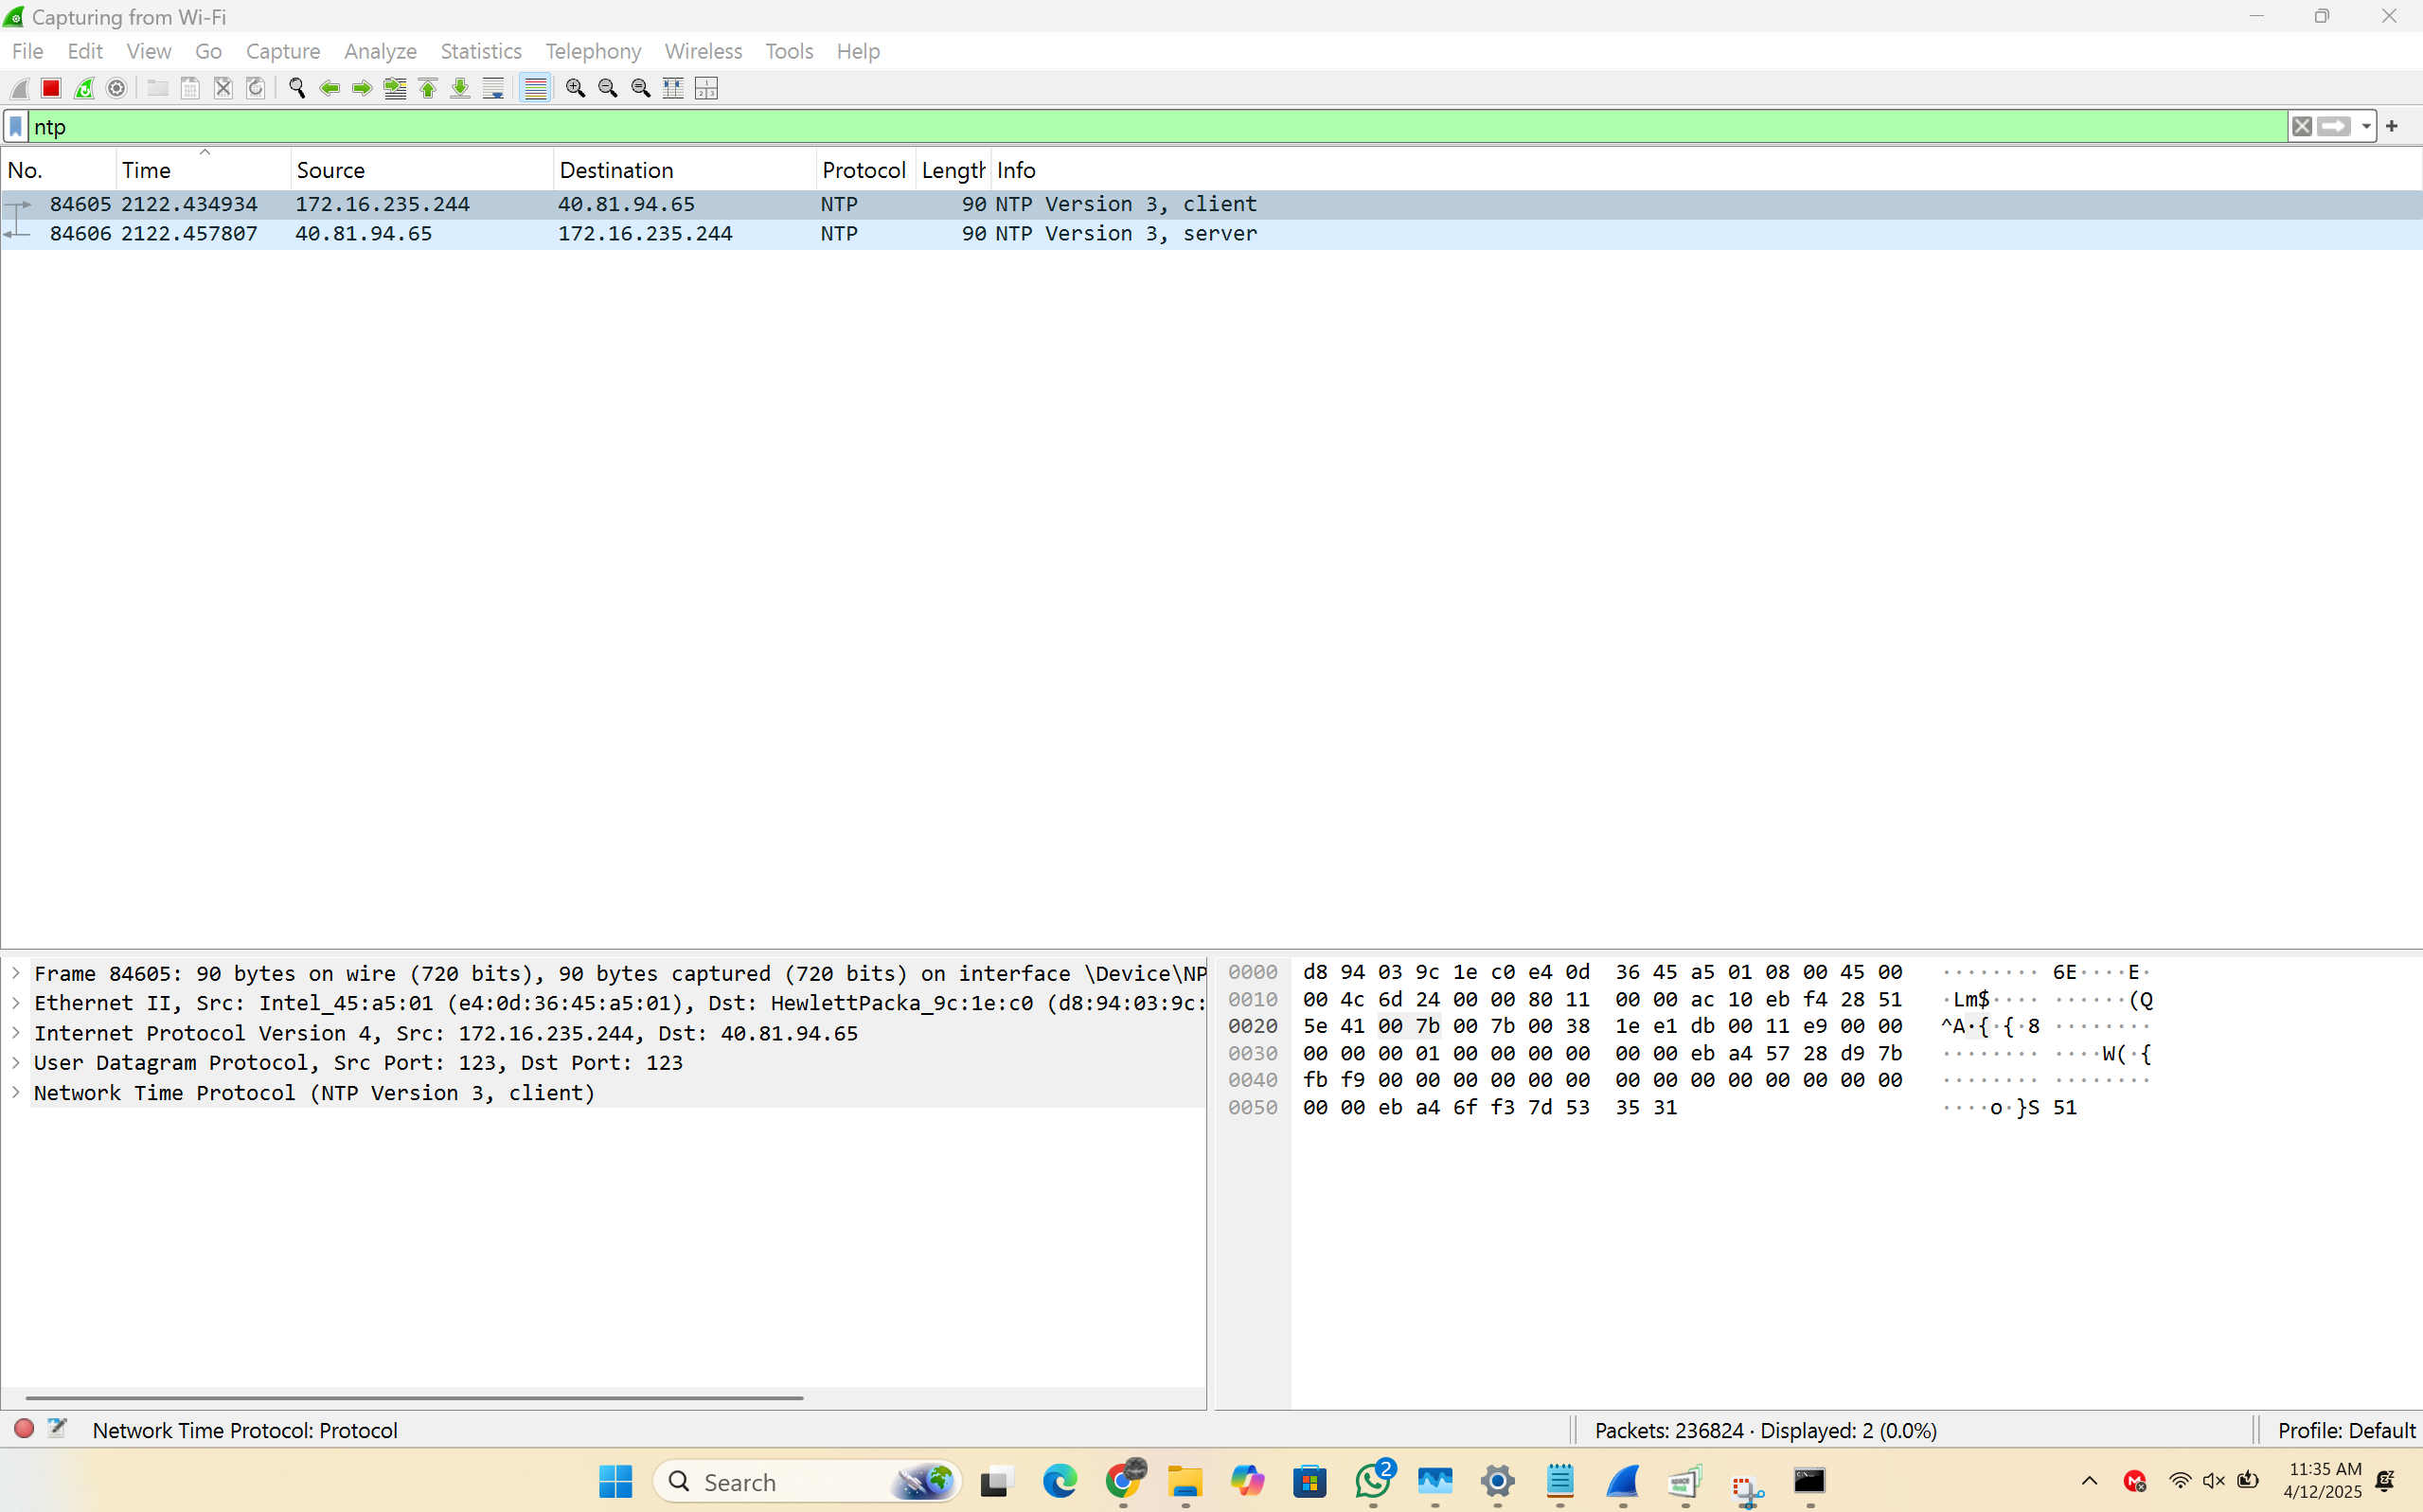 Capturing from Wi-Fi
File Edit View Go Capture Analyze Statistics Telephony Wireless Tools Help
ntp
No. Time Source Destination Protocol Length Info
84605 2122.434934 172.16.235.244 40.81.94.65 NTP 90 NTP Version 3, client
84606 2122.457807 40.81.94.65 172.16.235.244 NTP 90 NTP Version 3, server
Frame 84605: 90 bytes on wire (720 bits), 90 bytes captured (720 bits) on interface \Device\NP
Ethernet II, Src: Intel_45:a5:01 (e4:0d:36:45:a5:01), Dst: HewlettPacka_9c:1e:c0 (d8:94:03:9c:
Internet Protocol Version 4, Src: 172.16.235.244, Dst: 40.81.94.65
User Datagram Protocol, Src Port: 123, Dst Port: 123
Network Time Protocol (NTP Version 3, client)
0000 d8 94 03 9c 1e c0 e4 0d 36 45 a5 01 08 00 45 00 ········ 6E····E·
0010 00 4c 6d 24 00 00 80 11 00 00 ac 10 eb f4 28 51 ·Lm$···· ······(Q
0020 5e 41 00 7b 00 7b 00 38 1e e1 db 00 11 e9 00 00 ^A·{·{·8 ········
0030 00 00 00 01 00 00 00 00 00 00 eb a4 57 28 d9 7b ········ ····W(·{
0040 fb f9 00 00 00 00 00 00 00 00 00 00 00 00 00 00 ········ ········
0050 00 00 eb a4 6f f3 7d 53 35 31 ····o·}S 51
Network Time Protocol: Protocol
Packets: 236824 · Displayed: 2 (0.0%)
Profile: Default
Search
2
11:35 AM
4/12/2025